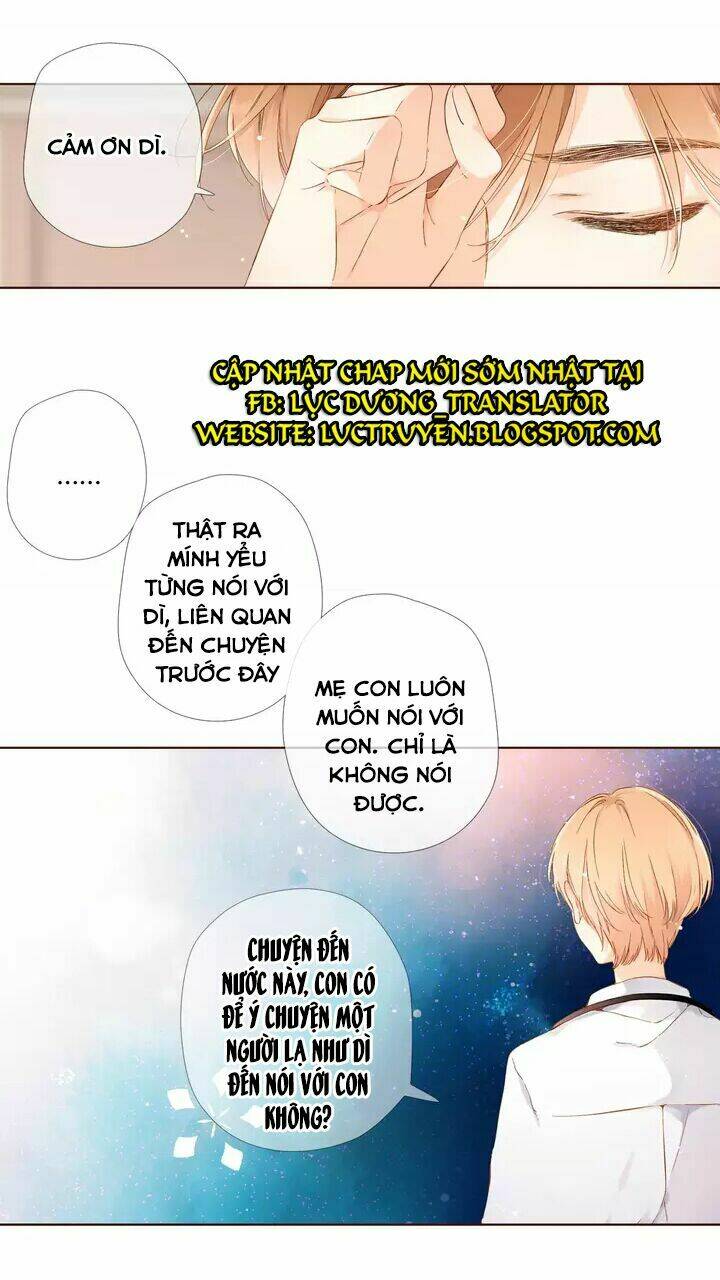 CẢM ƠN DÌ.
CẬP NHẬT CHAP MỚI SỚM NHẤT TẠI
FB: LỤC DƯƠNG_TRANSLATOR
WEBSITE: LUCTRUYEN.BLOGSPOT.COM
......
THẬT RA
MÍNH YỂU
TỪNG NÓI VỚI
DÌ, LIÊN QUAN
ĐẾN CHUYỆN
TRƯỚC ĐÂY
MẸ CON LUÔN
MUỐN NÓI VỚI
CON. CHỈ LÀ
KHÔNG NÓI
ĐƯỢC.
CHUYỆN ĐẾN
NƯỚC NÀY, CON CÓ
ĐỂ Ý CHUYỆN MỘT
NGƯỜI LẠ NHƯ DÌ
ĐẾN NÓI VỚI CON
KHÔNG?